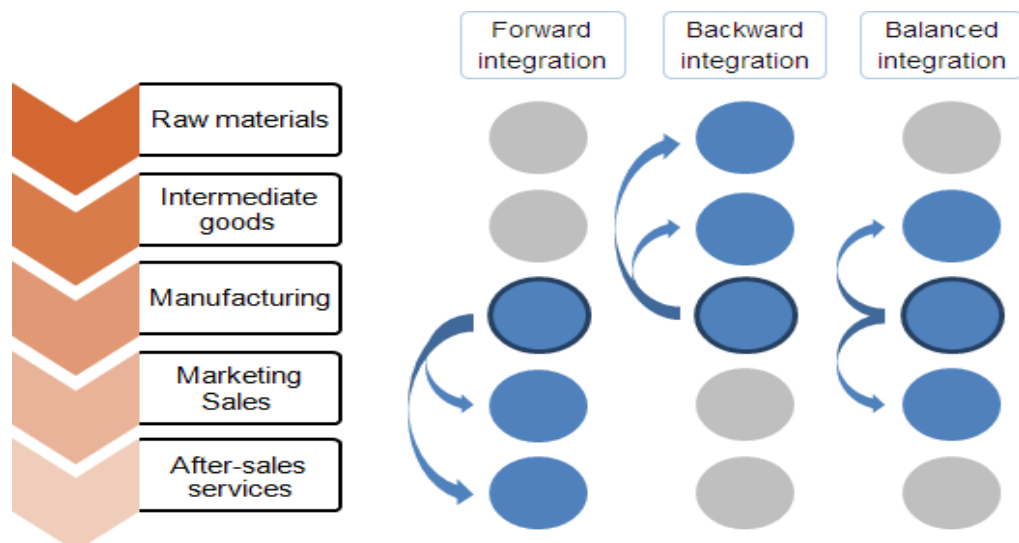 Forward
integration
Backward
integration
Balanced
integration
Raw materials
Intermediate
goods
Manufacturing
Marketing
Sales
After-sales
services